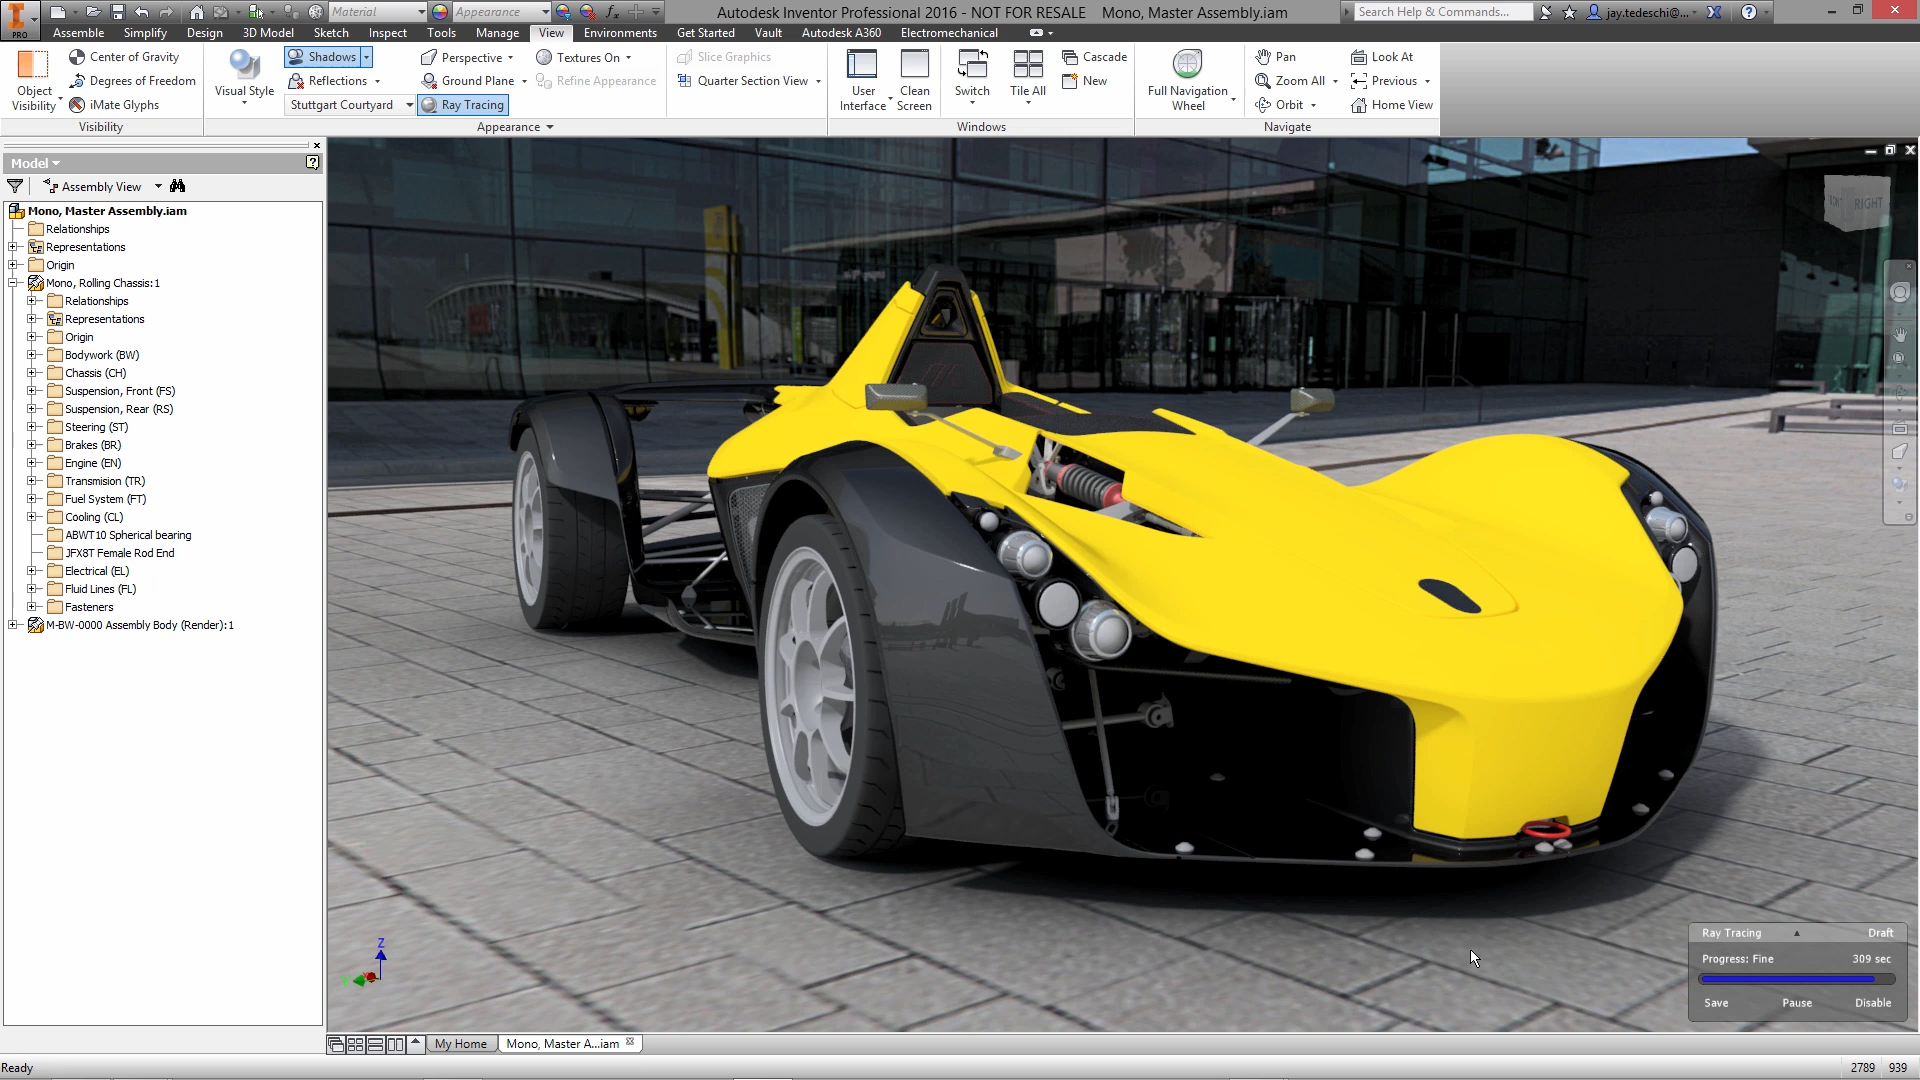 PRO
Material
Appearance
Autodesk Inventor Professional 2016 - NOT FOR RESALE Mono, Master Assembly.iam
Search Help & Commands...
jay.tedeschi@...
Assemble Simplify Design 3D Model Sketch Inspect Tools Manage View Environments Get Started Vault Autodesk A360 Electromechanical
Object Visibility
Center of Gravity
Degrees of Freedom
iMate Glyphs
Visibility
Visual Style
Shadows
Reflections
Stuttgart Courtyard
Perspective
Ground Plane
Ray Tracing
Textures On
Refine Appearance
Appearance
Slice Graphics
Quarter Section View
User Interface
Clean Screen
Switch
Tile All
Cascade
New
Windows
Full Navigation Wheel
Pan
Zoom All
Orbit
Look At
Previous
Home View
Navigate
Model
Assembly View
Mono, Master Assembly.iam
Relationships
Representations
Origin
Mono, Rolling Chassis:1
Relationships
Representations
Origin
Bodywork (BW)
Chassis (CH)
Suspension, Front (FS)
Suspension, Rear (RS)
Steering (ST)
Brakes (BR)
Engine (EN)
Transmision (TR)
Fuel System (FT)
Cooling (CL)
ABWT10 Spherical bearing
JFX8T Female Rod End
Electrical (EL)
Fluid Lines (FL)
Fasteners
M-BW-0000 Assembly Body (Render):1
RIGHT
Z
Y
Ray Tracing Draft
Progress: Fine 309 sec
Save Pause Disable
My Home
Mono, Master A...iam
Ready
2789 939